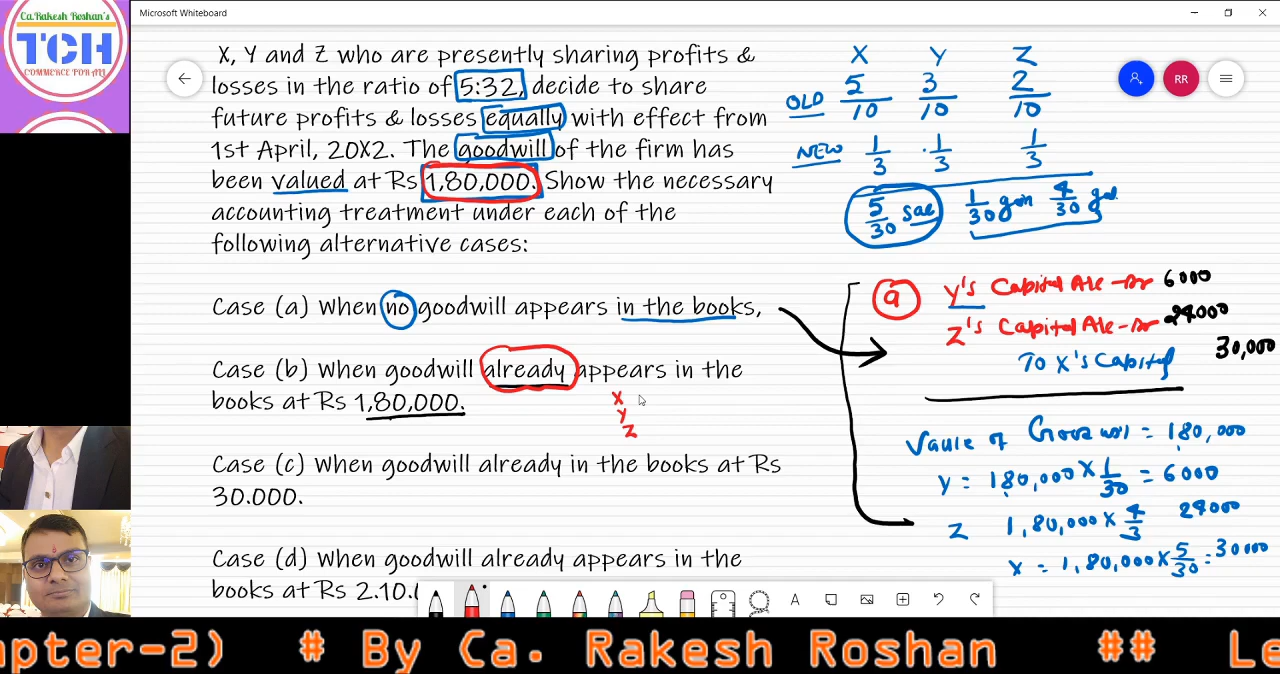 Ca.Rakesh Roshan's
TCH
COMMERCE FOR ALL
Microsoft Whiteboard
X, Y and Z who are presently sharing profits &
losses in the ratio of 5:32, decide to share
future profits & losses equally with effect from
1st April, 20X2. The goodwill of the firm has
been valued at Rs 1,80,000. Show the necessary
accounting treatment under each of the
following alternative cases:
Case (a) When no goodwill appears in the books,
Case (b) When goodwill already appears in the
books at Rs 1,80,000.
X
Y
Z
Case (c) When goodwill already in the books at Rs
30.000.
Case (d) When goodwill already appears in the
books at Rs 2.10.0
X Y Z
OLD 5/10 3/10 2/10
NEW 1/3 1/3 1/3
5/30 sac 1/30 gain 4/30
RR
a Y's Capital A/c - Dr 6000
Z's Capital A/c - Dr 24000
To X's Capital 30,000
Value of Goodwill = 180,000
Y = 180,000 X 1/30 = 6000
Z 1,80,000 X 4/3 24000
X = 1,80,000 X 5/30 = 30000
A
hapter-2) # By Ca. Rakesh Roshan ## Le